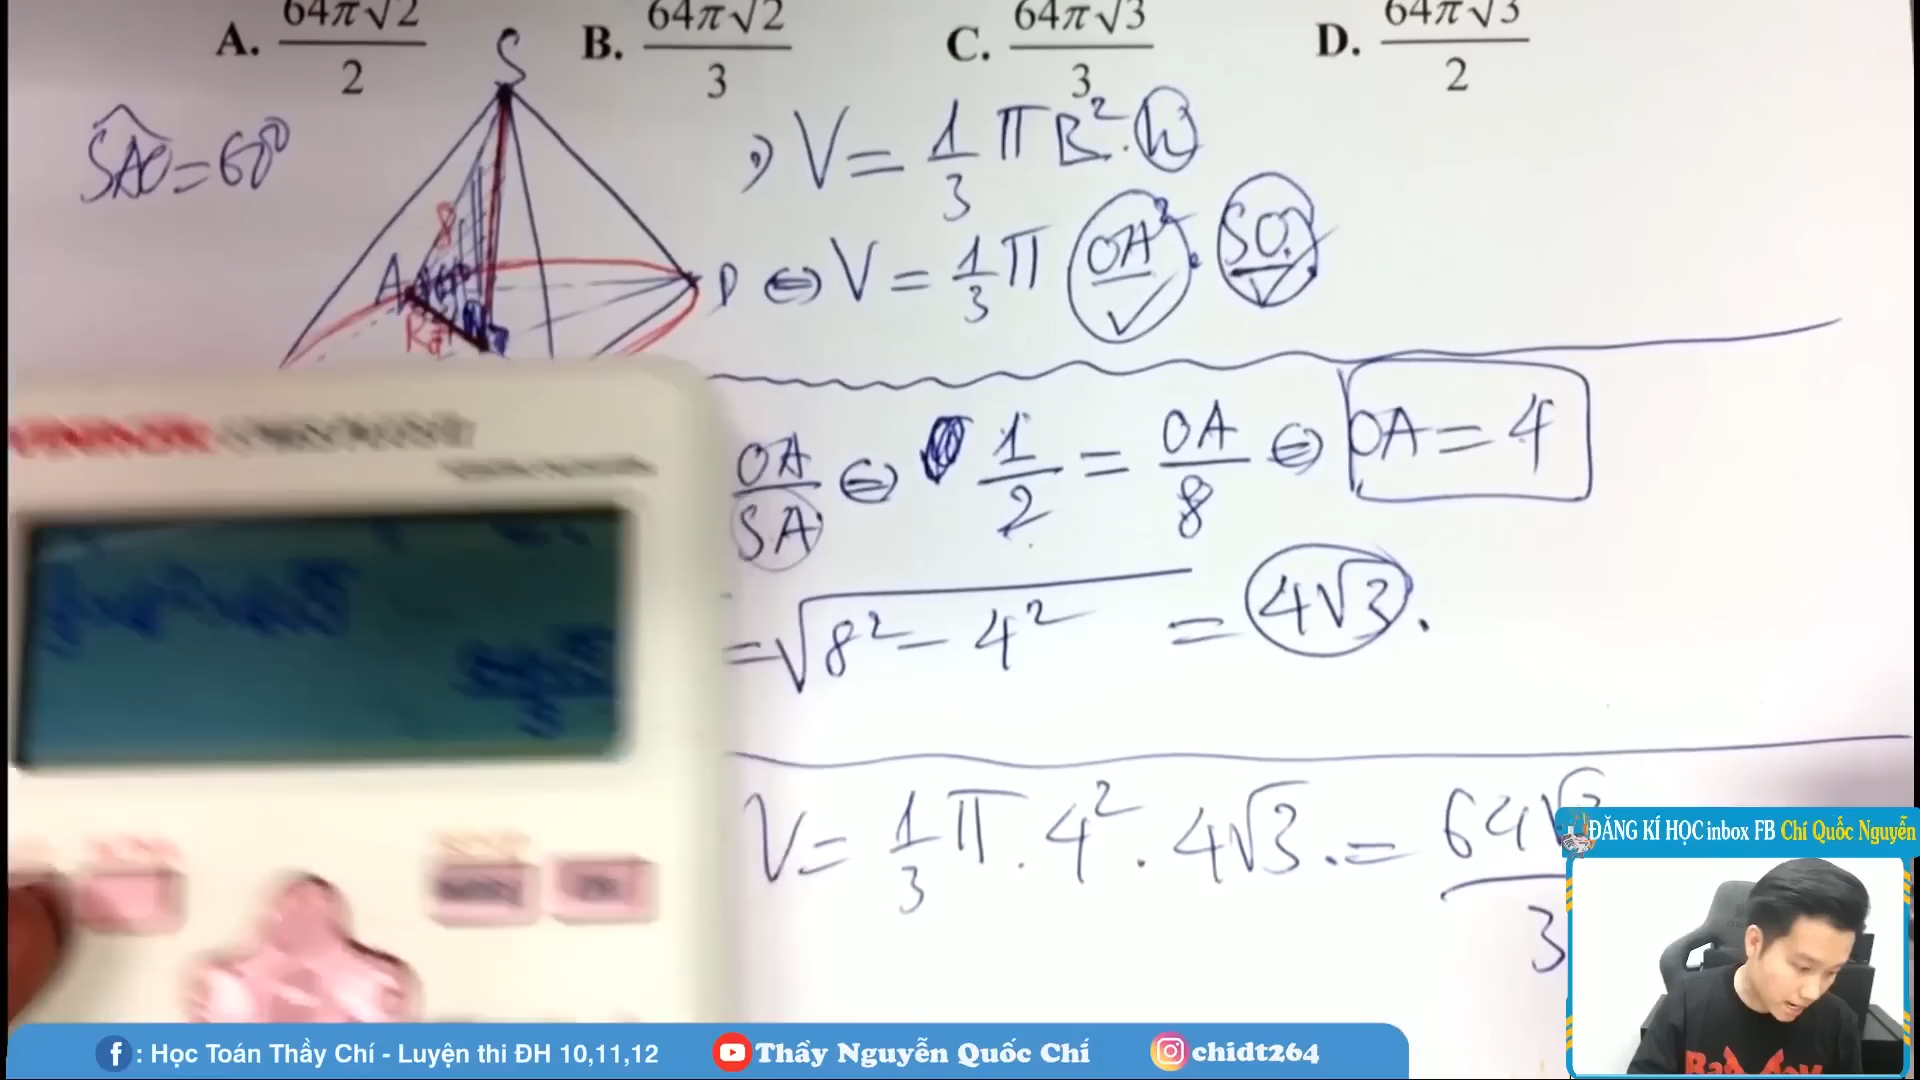 A. 64π√2/2 B. 64π√2/3 C. 64π√3/3 D. 64π√3/2
S
SAO = 60°
V = 1/3 π R². h
8
A
D
⇔ V = 1/3 π OA². SO.
OA/SA ⇔ 1/2 = OA/8 ⇔ OA = 4
= √8² - 4² = 4√3.
V = 1/3 π. 4². 4√3. = 64√3/3
ĐĂNG KÍ HỌC inbox FB Chí Quốc Nguyễn
: Học Toán Thầy Chí - Luyện thi ĐH 10,11,12
Thầy Nguyễn Quốc Chí
chidt264